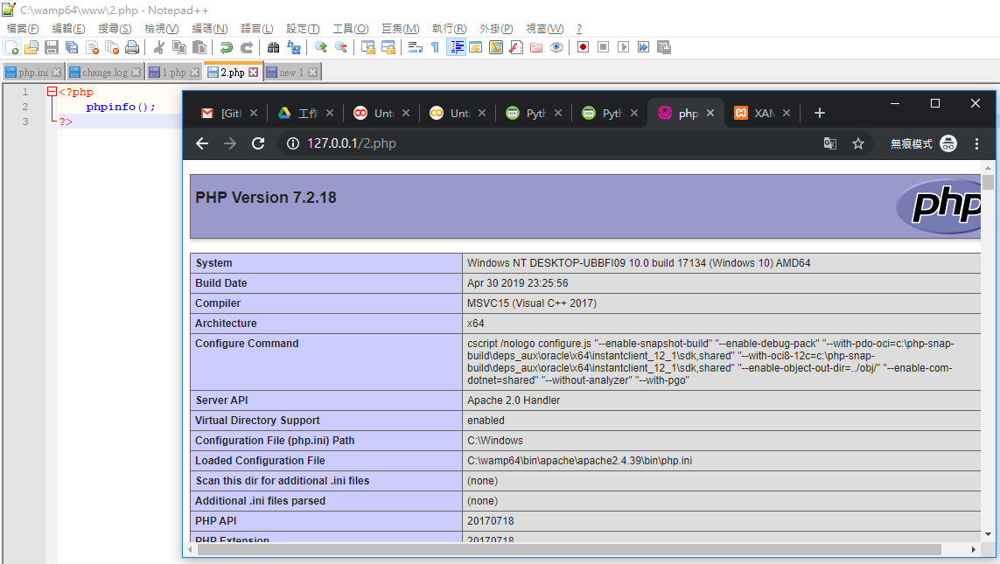 C:\wamp64\www\2.php - Notepad++
檔案(F) 編輯(E) 搜尋(S) 檢視(V) 編碼(N) 語言(L) 設定(T) 工具(O) 巨集(M) 執行(R) 外掛(P) 視窗(W) ?
php.ini change.log 1.php 2.php new 1
1 <?php
2 phpinfo();
3 ?>
[Git 工作 Unti Unti Pyth Pyth php XAM
127.0.0.1/2.php 無痕模式
PHP Version 7.2.18
php
System Windows NT DESKTOP-UBBFI09 10.0 build 17134 (Windows 10) AMD64
Build Date Apr 30 2019 23:25:56
Compiler MSVC15 (Visual C++ 2017)
Architecture x64
Configure Command cscript /nologo configure.js "--enable-snapshot-build" "--enable-debug-pack" "--with-pdo-oci=c:\php-snap-
build\deps_aux\oracle\x64\instantclient_12_1\sdk,shared" "--with-oci8-12c=c:\php-snap-
build\deps_aux\oracle\x64\instantclient_12_1\sdk,shared" "--enable-object-out-dir=../obj/" "--enable-com-
dotnet=shared" "--without-analyzer" "--with-pgo"
Server API Apache 2.0 Handler
Virtual Directory Support enabled
Configuration File (php.ini) Path C:\Windows
Loaded Configuration File C:\wamp64\bin\apache\apache2.4.39\bin\php.ini
Scan this dir for additional .ini files (none)
Additional .ini files parsed (none)
PHP API 20170718
PHP Extension 20170718